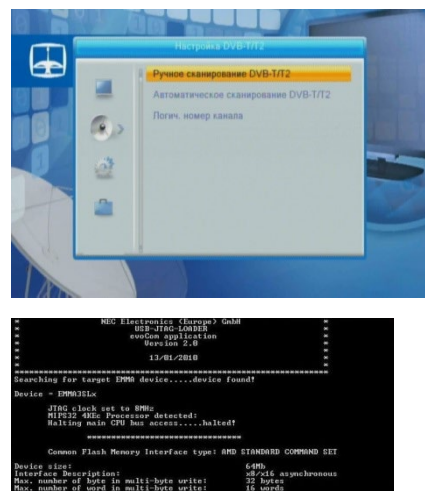 Настройка DVB-T/T2
Ручное сканирование DVB-T/T2
Автоматическое сканирование DVB-T/T2
Логич. номер канала
* NEC Electronics (Europe) GmbH *
* USB-JTAG-LOADER *
* evoCom application *
* Version 2.0 *
* *
* 13/01/2010 *
* *
Searching for target EMMA device.....device found!
Device = EMMA3SLx
JTAG clock set to 8MHz
MIPS32 4KEc Processor detected:
Halting main CPU bus access.....halted!
Common Flash Memory Interface type: AMD STANDARD COMMAND SET
Device size: 64Mb
Interface Description: x8/x16 asynchronous
Max. number of byte in multi-byte write: 32 bytes
Max. number of word in multi-byte write: 16 words